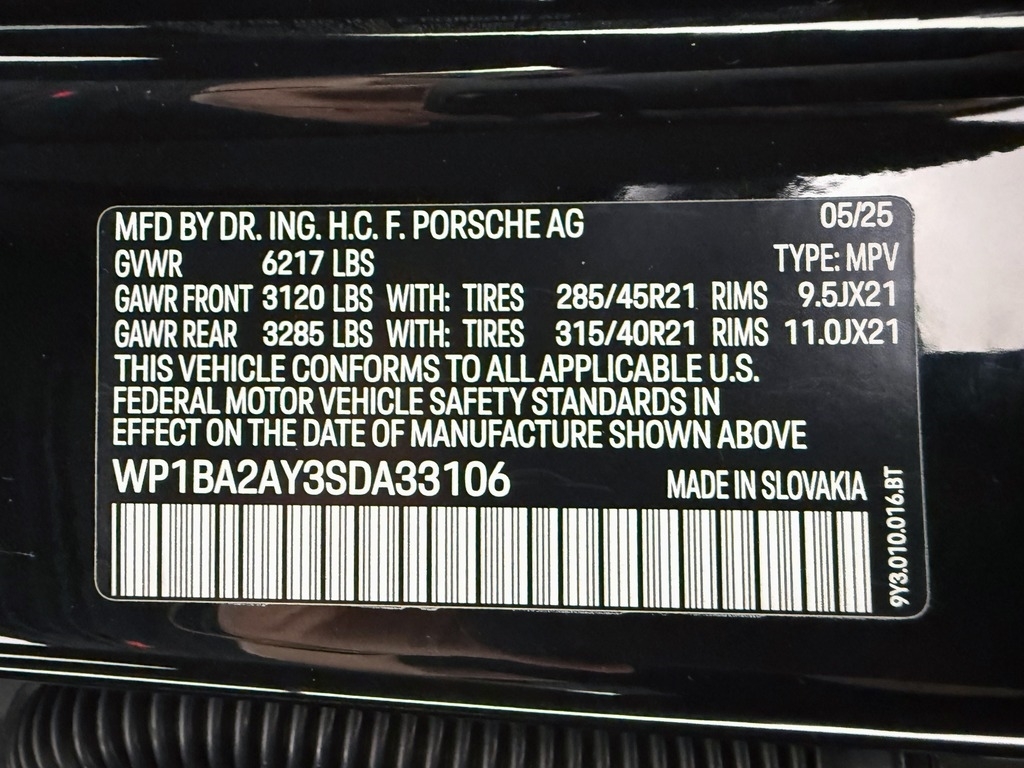 MFD BY DR. ING. H.C. F. PORSCHE AG 05/25
GVWR 6217 LBS TYPE: MPV
GAWR FRONT 3120 LBS WITH: TIRES 285/45R21 RIMS 9.5JX21
GAWR REAR 3285 LBS WITH: TIRES 315/40R21 RIMS 11.0JX21
THIS VEHICLE CONFORMS TO ALL APPLICABLE U.S.
FEDERAL MOTOR VEHICLE SAFETY STANDARDS IN
EFFECT ON THE DATE OF MANUFACTURE SHOWN ABOVE
WP1BA2AY3SDA33106 MADE IN SLOVAKIA
9Y3.010.016.BT